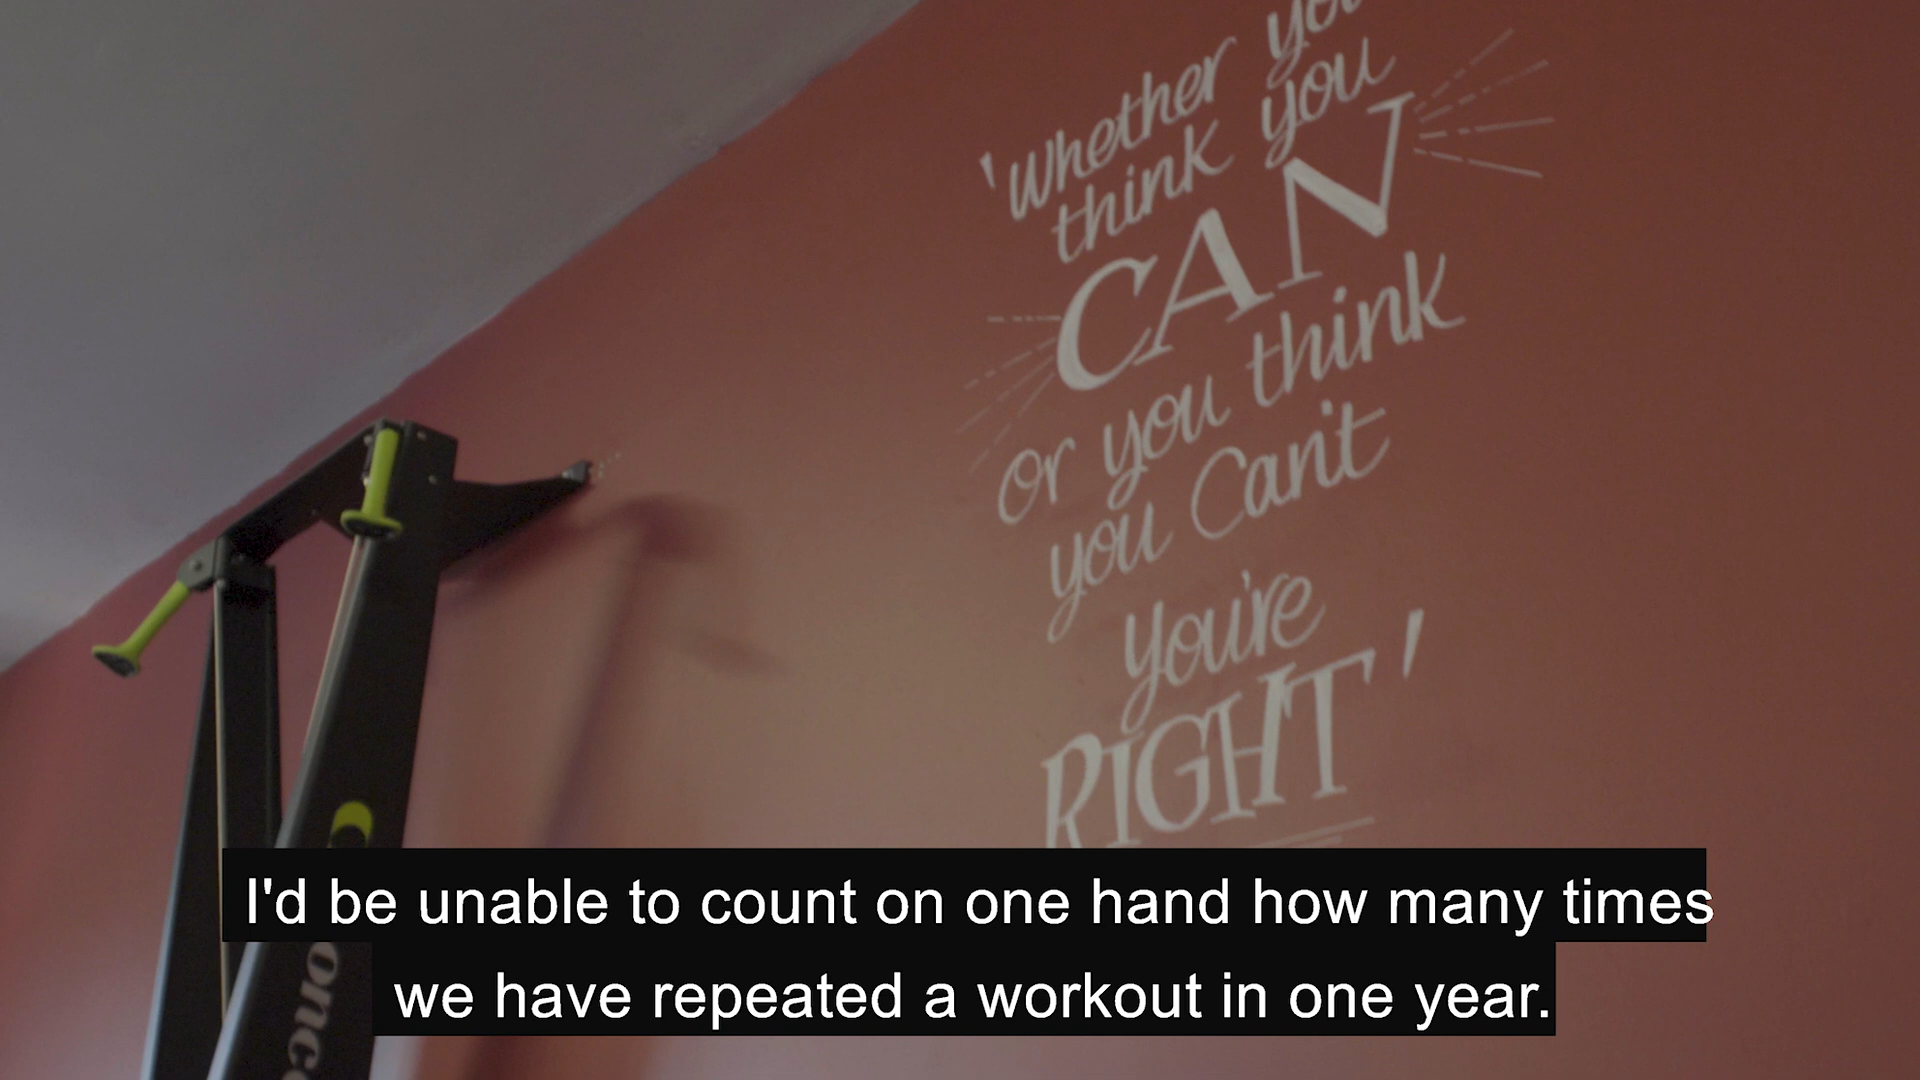 'Whether you
think you
CAN
or you think
you Can't
you're
RIGHT'
I'd be unable to count on one hand how many times
we have repeated a workout in one year.